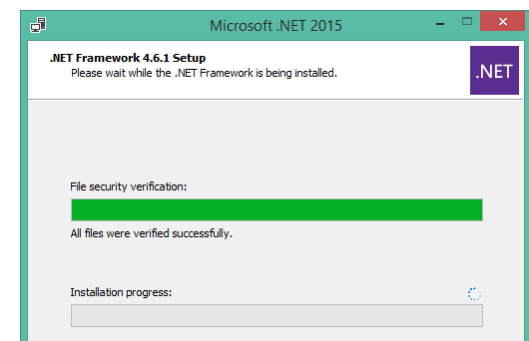 Microsoft .NET 2015
.NET Framework 4.6.1 Setup
Please wait while the .NET Framework is being installed.
.NET
File security verification:
All files were verified successfully.
Installation progress: